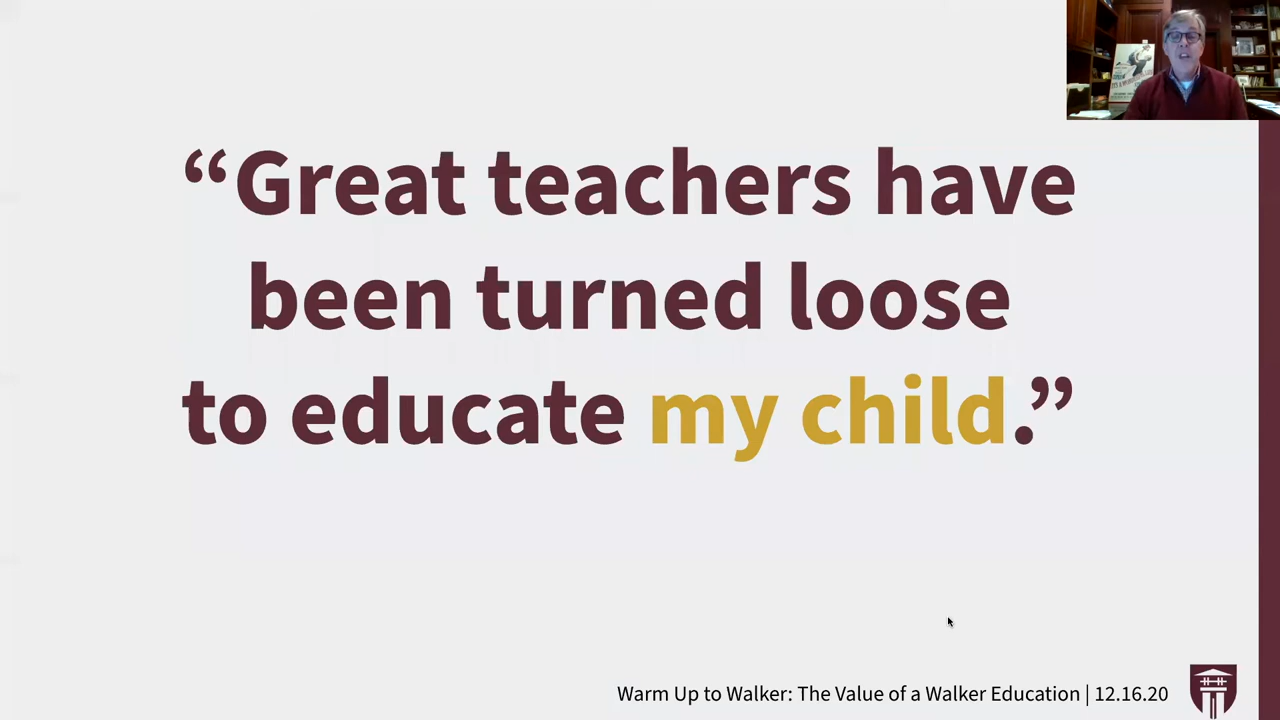 “Great teachers have
been turned loose
to educate my child.”
Warm Up to Walker: The Value of a Walker Education | 12.16.20